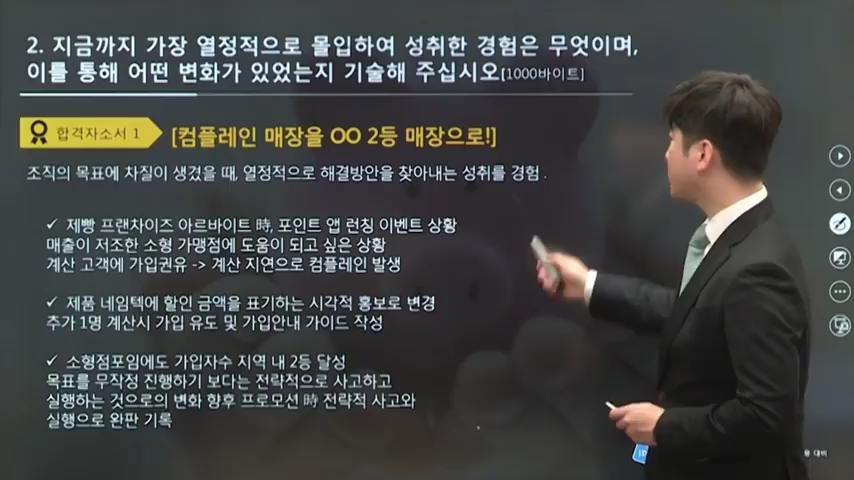 2. 지금까지 가장 열정적으로 몰입하여 성취한 경험은 무엇이며,
이를 통해 어떤 변화가 있었는지 기술해 주십시오[1000바이트]
합격자소서 1
[컴플레인 매장을 OO 2등 매장으로!]
조직의 목표에 차질이 생겼을 때, 열정적으로 해결방안을 찾아내는 성취를 경험 .
✓ 제빵 프랜차이즈 아르바이트 時, 포인트 앱 런칭 이벤트 상황
매출이 저조한 소형 가맹점에 도움이 되고 싶은 상황
계산 고객에 가입권유 -> 계산 지연으로 컴플레인 발생
✓ 제품 네임텍에 할인 금액을 표기하는 시각적 홍보로 변경
추가 1명 계산시 가입 유도 및 가입안내 가이드 작성
✓ 소형점포임에도 가입자수 지역 내 2등 달성
목표를 무작정 진행하기 보다는 전략적으로 사고하고
실행하는 것으로의 변화 향후 프로모션 時 전략적 사고와
실행으로 완판 기록
대비